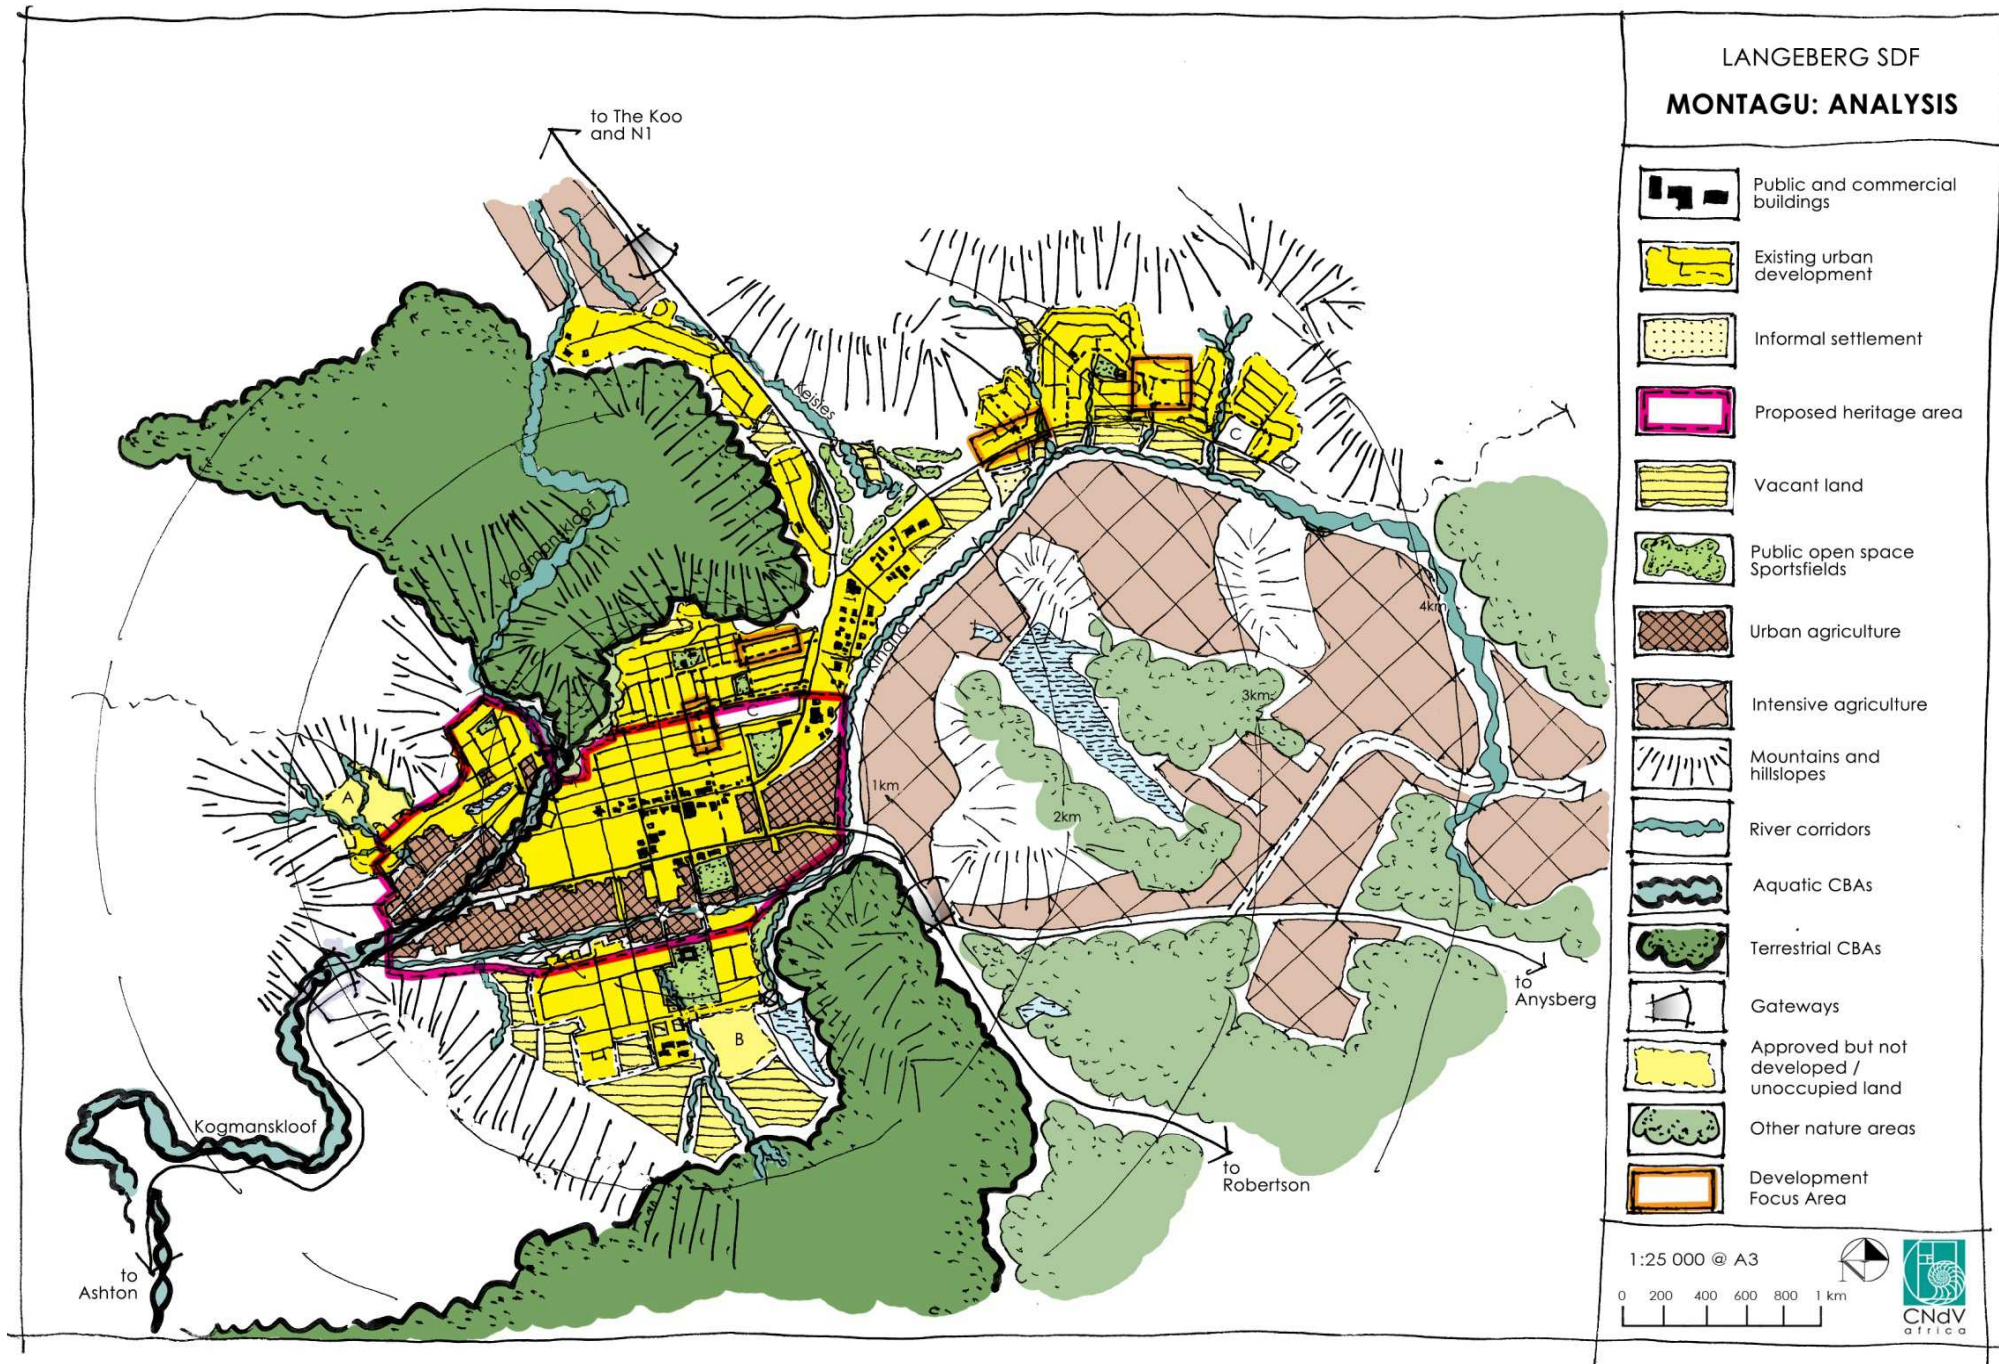 LANGEBERG SDF
MONTAGU: ANALYSIS
Public and commercial
buildings
Existing urban
development
Informal settlement
Proposed heritage area
Vacant land
Public open space
Sportsfields
Urban agriculture
Intensive agriculture
Mountains and
hillslopes
River corridors
Aquatic CBAs
Terrestrial CBAs
Gateways
Approved but not
developed /
unoccupied land
Other nature areas
Development
Focus Area
1:25 000 @ A3
N
0 200 400 600 800 1 km
CNdV
africa
to The Koo
and N1
Keisies
Kogmanskloof
Kingna
C
C
C
A
B
1km
2km
3km
4km
to
Anysberg
to
Robertson
Kogmanskloof
to
Ashton